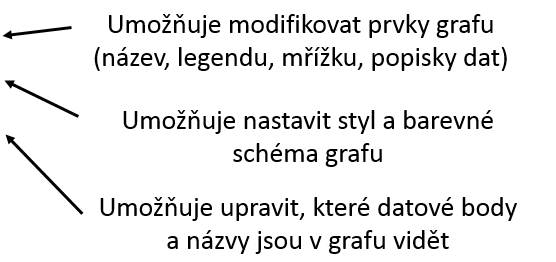 Umožňuje modifikovat prvky grafu
(název, legendu, mřížku, popisky dat)
Umožňuje nastavit styl a barevné
schéma grafu
Umožňuje upravit, které datové body
a názvy jsou v grafu vidět